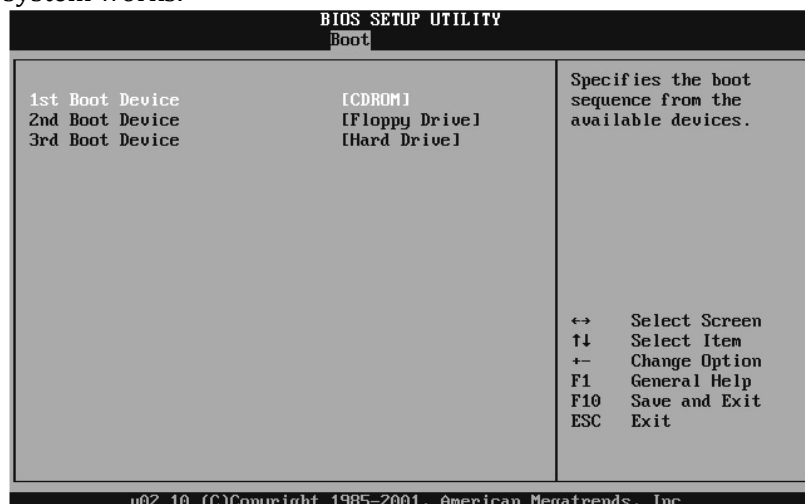 system works.
BIOS SETUP UTILITY
Boot
1st Boot Device [CDROM]
2nd Boot Device [Floppy Drive]
3rd Boot Device [Hard Drive]
Specifies the boot
sequence from the
available devices.
↔ Select Screen
↑↓ Select Item
+- Change Option
F1 General Help
F10 Save and Exit
ESC Exit
v02.10 (C)Copyright 1985-2001, American Megatrends, Inc